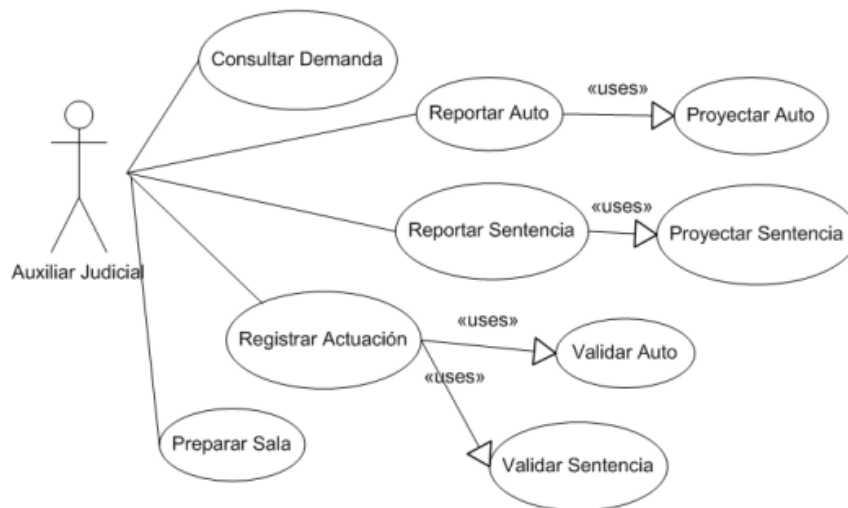 Consultar Demanda
«uses»
Reportar Auto
Proyectar Auto
«uses»
Reportar Sentencia
Proyectar Sentencia
Auxiliar Judicial
«uses»
Registrar Actuación
Validar Auto
«uses»
Preparar Sala
Validar Sentencia